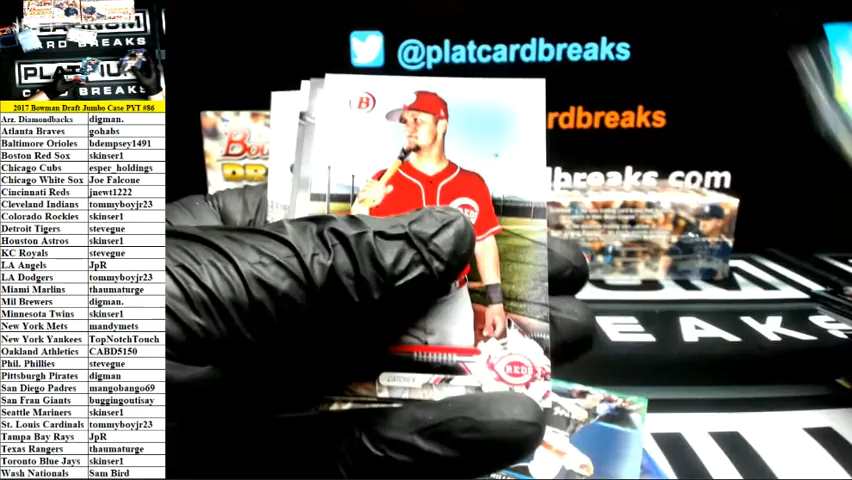 PLATINUM
CARD BREAKS
PLATINUM
2017 Bowman Draft Jumbo Case PYT #86
Arz. Diamondbacks digman.
Atlanta Braves gohabs
Baltimore Orioles bdempsey1491
Boston Red Sox skinser1
Chicago Cubs esper_holdings
Chicago White Sox Joe Falcone
Cincinnati Reds jnewt1222
Cleveland Indians tommyboyjr23
Colorado Rockies skinser1
Detroit Tigers stevegue
Houston Astros skinser1
KC Royals stevegue
LA Angels JpR
LA Dodgers tommyboyjr23
Miami Marlins thaumaturge
Mil Brewers digman.
Minnesota Twins skinser1
New York Mets mandymets
New York Yankees TopNotchTouch
Oakland Athletics CABD5150
Phil. Phillies stevegue
Pittsburgh Pirates digman
San Diego Padres mangobango69
San Fran Giants buggingoutisay
Seattle Mariners skinser1
St. Louis Cardinals tommyboyjr23
Tampa Bay Rays JpR
Texas Rangers thaumaturge
Toronto Blue Jays skinser1
Wash Nationals Sam Bird
@platcardbreaks
ardbreaks
ks com
B
REDS
CATCHER
REDS
EAKS